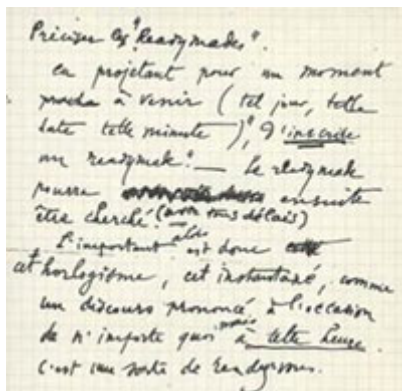 Préciser les "Readymades".
en projetant pour un moment
proche à venir (tel jour, telle
date telle minute), "d'inscrire
un readymade". — Le readymade
pourra ensuite
être cherché. (avec tous délais)
L'important alors est donc
cet horlogisme, cet instantané, comme
un discours prononcé à l'occasion
de n'importe quoi mais à telle heure.
C'est une sorte de rendez-vous.